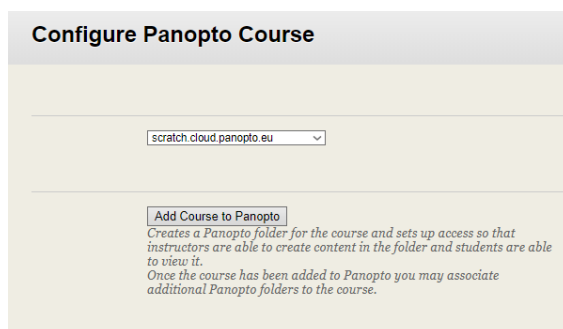 Configure Panopto Course
scratch.cloud.panopto.eu
Add Course to Panopto
Creates a Panopto folder for the course and sets up access so that
instructors are able to create content in the folder and students are able
to view it.
Once the course has been added to Panopto you may associate
additional Panopto folders to the course.